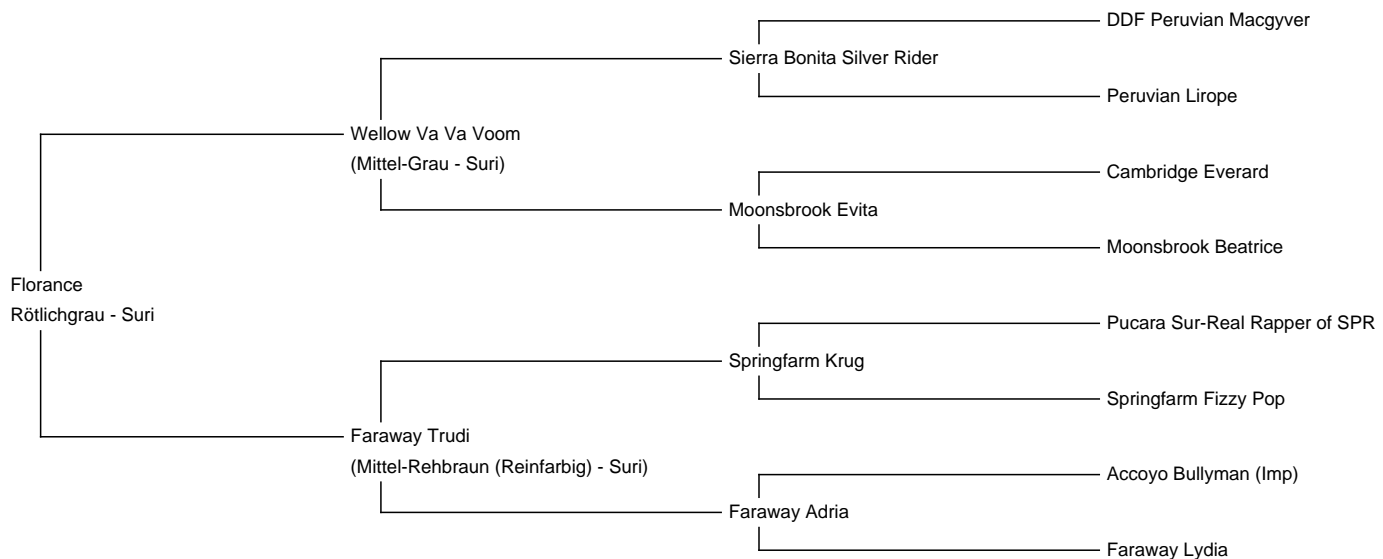 DDF Peruvian Macgyver
Sierra Bonita Silver Rider
Peruvian Lirope
Wellow Va Va Voom
(Mittel-Grau - Suri)
Cambridge Everard
Moonsbrook Evita
Moonsbrook Beatrice
Florance
Rötlichgrau - Suri
Pucara Sur-Real Rapper of SPR
Springfarm Krug
Springfarm Fizzy Pop
Faraway Trudi
(Mittel-Rehbraun (Reinfarbig) - Suri)
Accoyo Bullyman (Imp)
Faraway Adria
Faraway Lydia